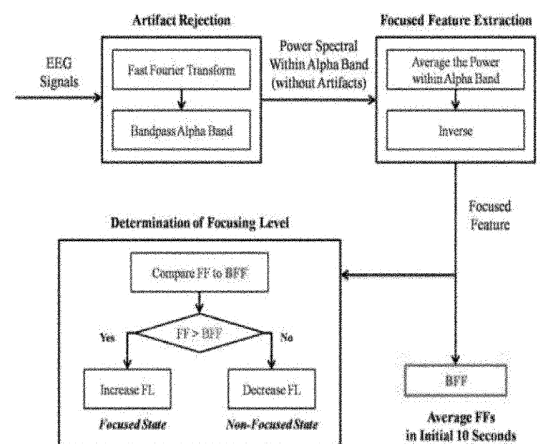 Artifact Rejection
Focused Feature Extraction
EEG
Signals
Fast Fourier Transform
Bandpass Alpha Band
Power Spectral
Within Alpha Band
(without Artifacts)
Average the Power
within Alpha Band
Inverse
Focused
Feature
Determination of Focusing Level
Compare FF to BFF
FF > BFF
Yes
No
Increase FL
Decrease FL
Focused State
Non-Focused State
BFF
Average FFs
in Initial 10 Seconds